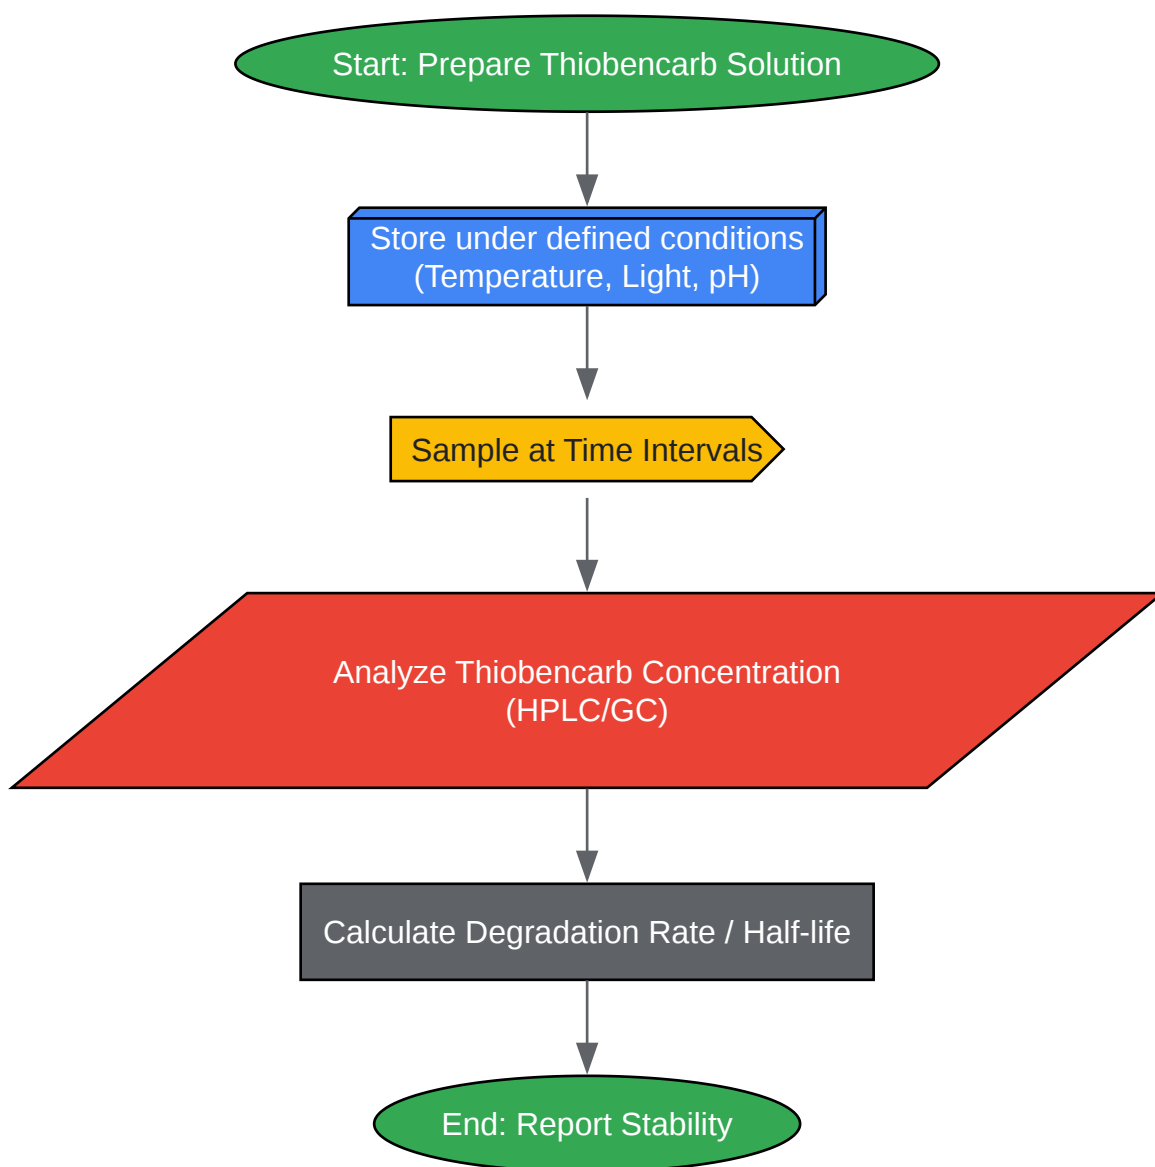 Start: Prepare Thiobencarb Solution
Store under defined conditions
(Temperature, Light, pH)
Sample at Time Intervals
Analyze Thiobencarb Concentration
(HPLC/GC)
Calculate Degradation Rate / Half-life
End: Report Stability